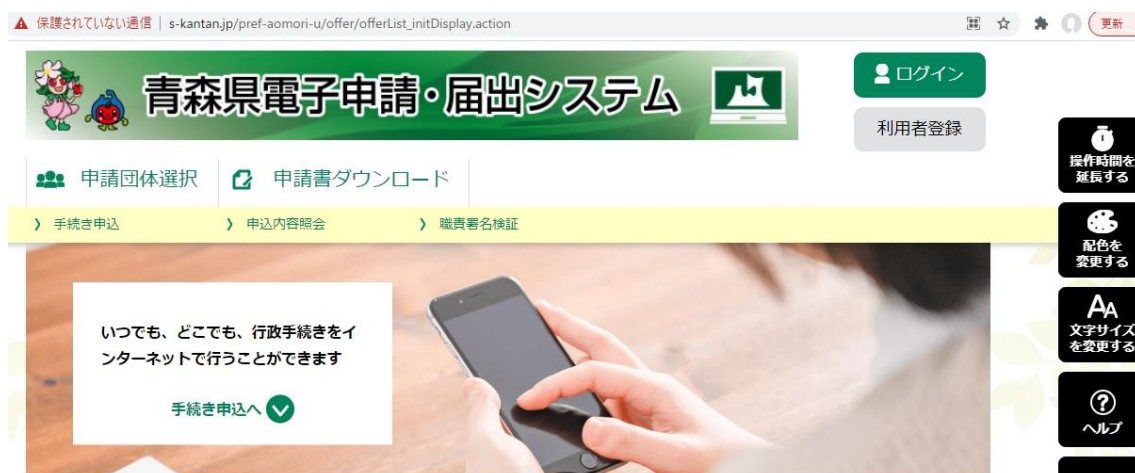 保護されていない通信 | s-kantan.jp/pref-aomori-u/offer/offerList_initDisplay.action
更新
青森県電子申請・届出システム
ログイン
利用者登録
申請団体選択
申請書ダウンロード
手続き申込
申込内容照会
職責署名検証
いつでも、どこでも、行政手続きをイ
ンターネットで行うことができます
手続き申込へ
操作時間を
延長する
配色を
変更する
AA
文字サイズ
を変更する
?
ヘルプ